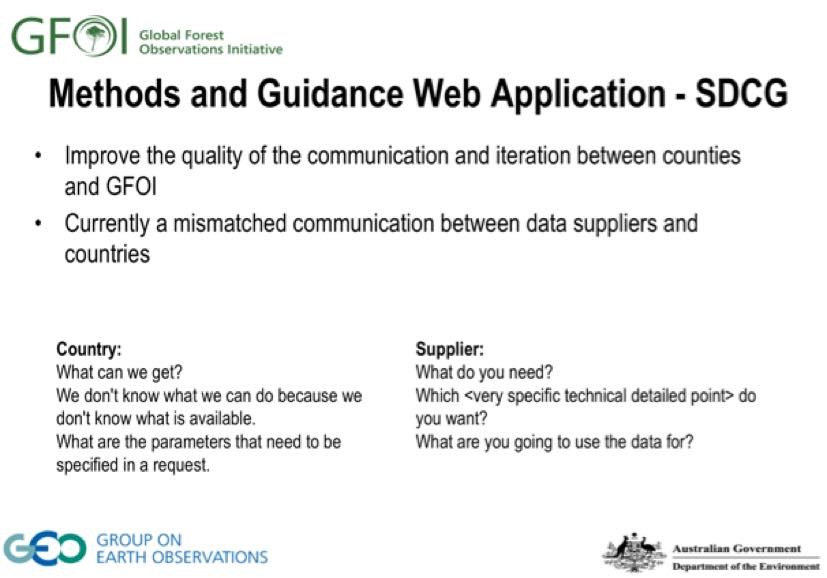 GFOI Global Forest
Observations Initiative
Methods and Guidance Web Application - SDCG
• Improve the quality of the communication and iteration between counties
and GFOI
• Currently a mismatched communication between data suppliers and
countries
Country:
What can we get?
We don't know what we can do because we
don't know what is available.
What are the parameters that need to be
specified in a request.
Supplier:
What do you need?
Which <very specific technical detailed point> do
you want?
What are you going to use the data for?
GEO GROUP ON
EARTH OBSERVATIONS
Australian Government
Department of the Environment